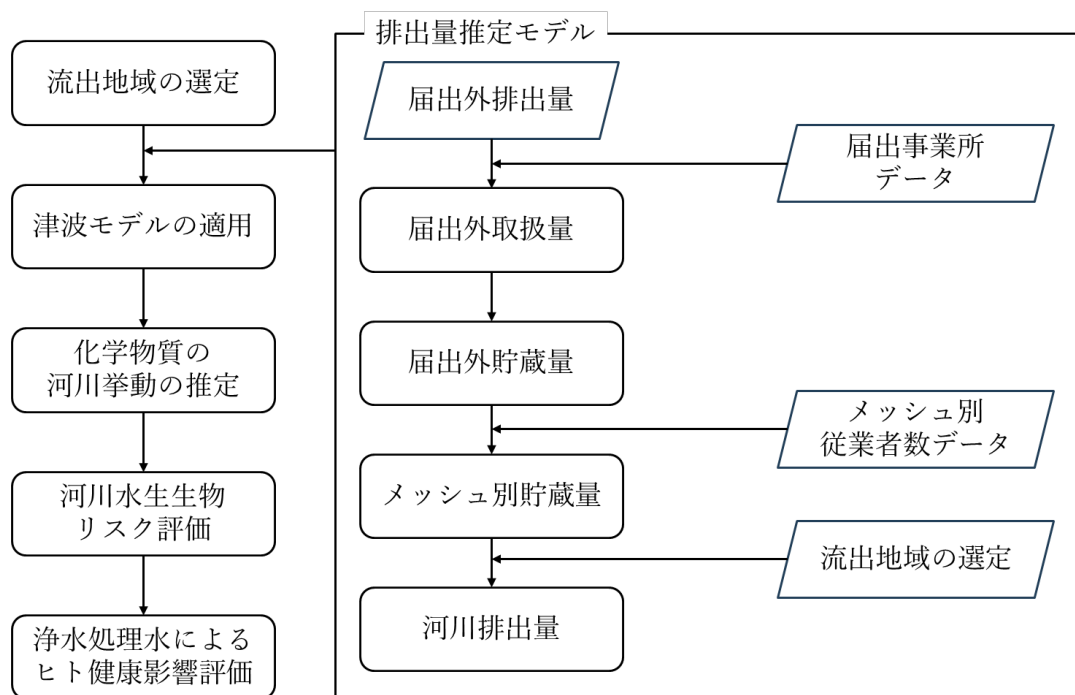 流出地域の選定
津波モデルの適用
化学物質の
河川挙動の推定
河川水生生物
リスク評価
浄水処理水による
ヒト健康影響評価
排出量推定モデル
届出外排出量
届出事業所
データ
届出外取扱量
届出外貯蔵量
メッシュ別
従業者数データ
メッシュ別貯蔵量
流出地域の選定
河川排出量